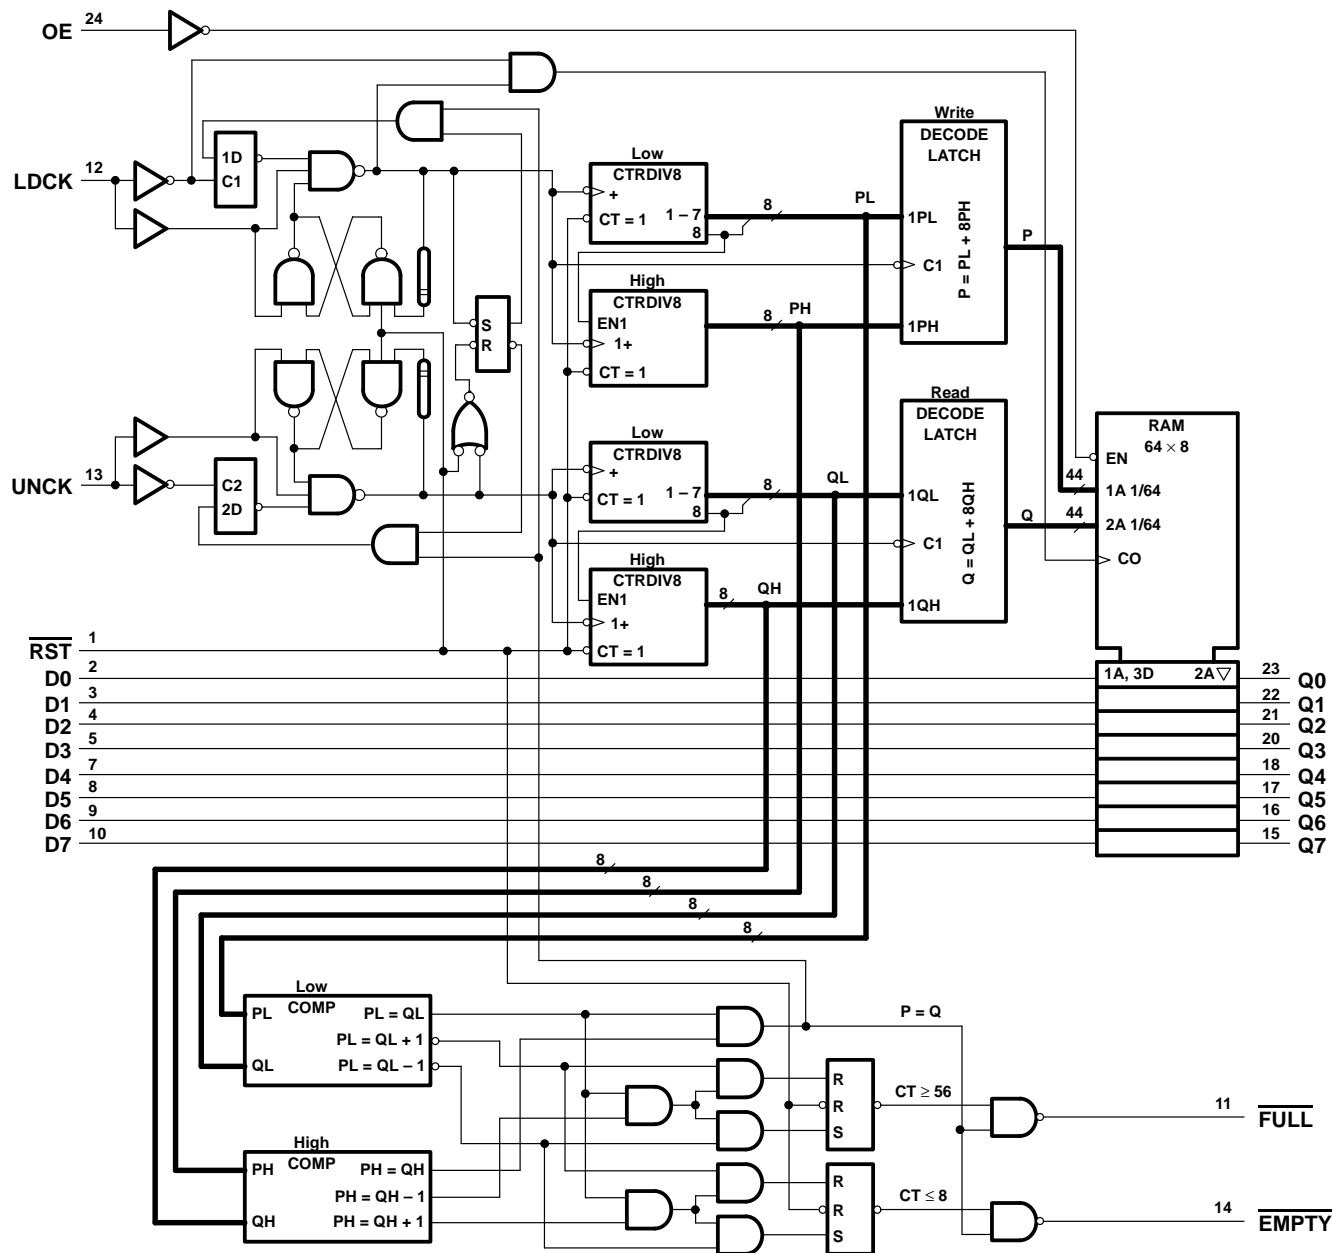 OE 24
LDCK 12
1D
C1
Low
CTRDIV8
+
CT = 1
1 – 7
8
8
PL
Write
DECODE
LATCH
1PL
C1
1PH
P = PL + 8PH
P
High
CTRDIV8
EN1
1+
CT = 1
8
PH
S
R
UNCK 13
C2
2D
Low
CTRDIV8
+
CT = 1
1 – 7
8
8
QL
Read
DECODE
LATCH
1QL
C1
1QH
Q = QL + 8QH
Q
High
CTRDIV8
EN1
1+
CT = 1
8
QH
RAM
64 × 8
EN
44
1A 1/64
44
2A 1/64
CO
RST 1
D0 2
1A, 3D 2A ▽
23 Q0
D1 3
22 Q1
D2 4
21 Q2
D3 5
20 Q3
D4 7
18 Q4
D5 8
17 Q5
D6 9
16 Q6
D7 10
15 Q7
8
8
8
8
Low
COMP
PL
QL
PL = QL
PL = QL + 1
PL = QL – 1
P = Q
R
R
S
CT ≥ 56
11 FULL
High
COMP
PH
QH
PH = QH
PH = QH – 1
PH = QH + 1
R
R
S
CT ≤ 8
14 EMPTY